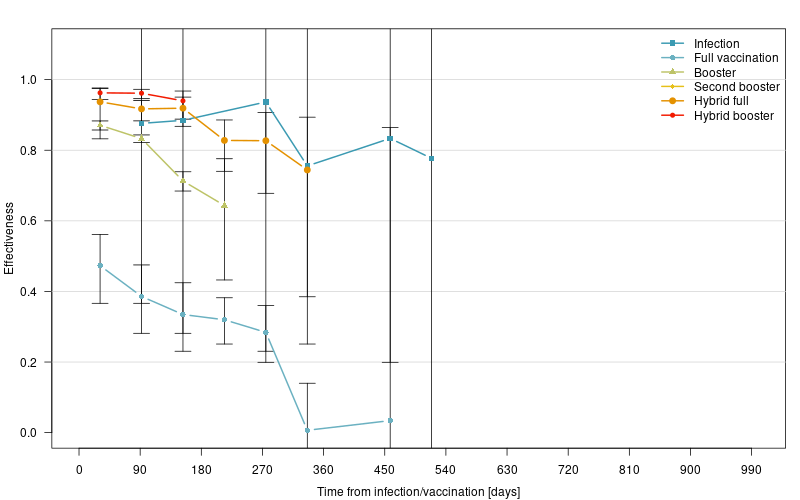 Infection
Full vaccination
Booster
Second booster
Hybrid full
Hybrid booster
1.0
0.8
0.6
0.4
0.2
0.0
Effectiveness
0 90 180 270 360 450 540 630 720 810 900 990
Time from infection/vaccination [days]